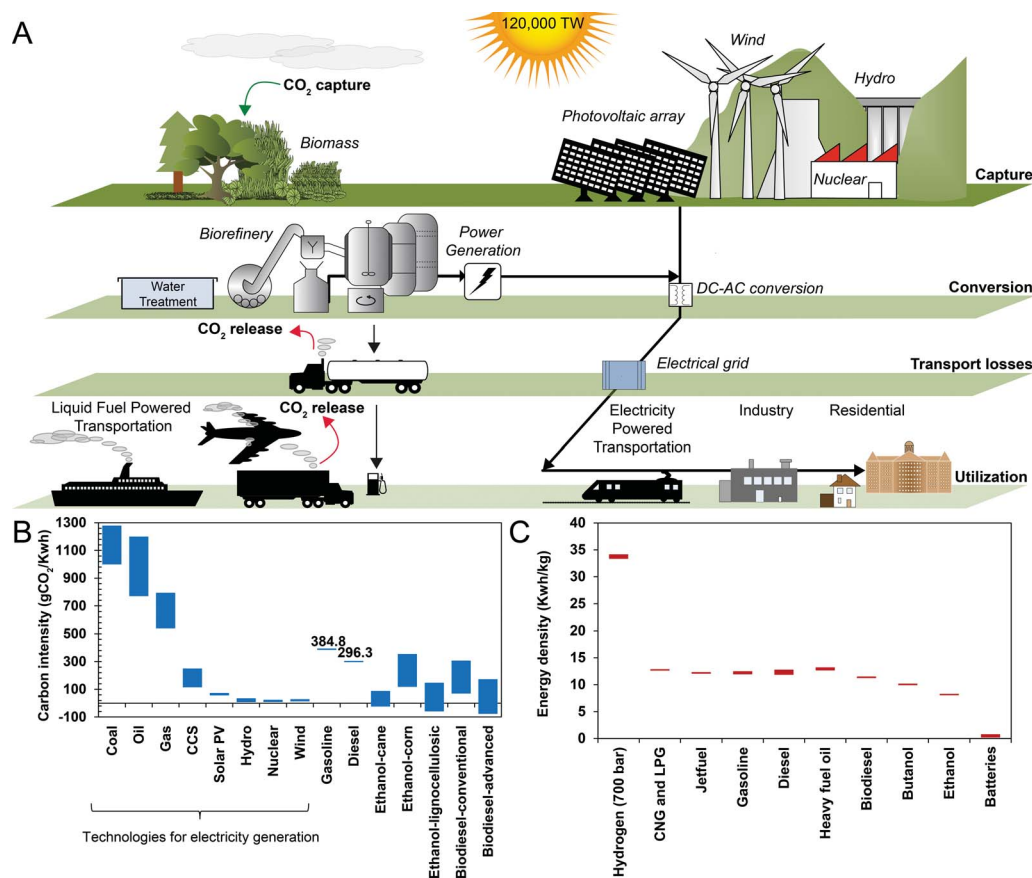 A
120,000 TW
Wind
Hydro
CO₂ capture
Photovoltaic array
Biomass
Nuclear
Capture
Biorefinery
Power
Generation
Water
Treatment
DC-AC conversion
Conversion
CO₂ release
Electrical grid
Transport losses
Liquid Fuel Powered
Transportation
CO₂ release
Electricity
Powered
Transportation
Industry
Residential
Utilization
B
Carbon intensity (gCO₂/Kwh)
1300
1100
900
700
500
300
100
-100
384.8
296.3
Coal
Oil
Gas
CCS
Solar PV
Hydro
Nuclear
Wind
Gasoline
Diesel
Ethanol-cane
Ethanol-corn
Ethanol-lignocellulosic
Biodiesel-conventional
Biodiesel-advanced
Technologies for electricity generation
C
Energy density (Kwh/kg)
40
35
30
25
20
15
10
5
0
Hydrogen (700 bar)
CNG and LPG
Jetfuel
Gasoline
Diesel
Heavy fuel oil
Biodiesel
Butanol
Ethanol
Batteries